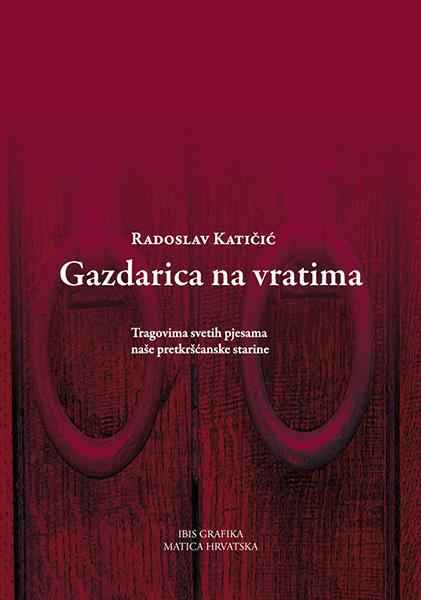 RADOSLAV KATIČIĆ
Gazdarica na vratima
Tragovima svetih pjesama
naše pretkršćanske starine
IBIS GRAFIKA
MATICA HRVATSKA